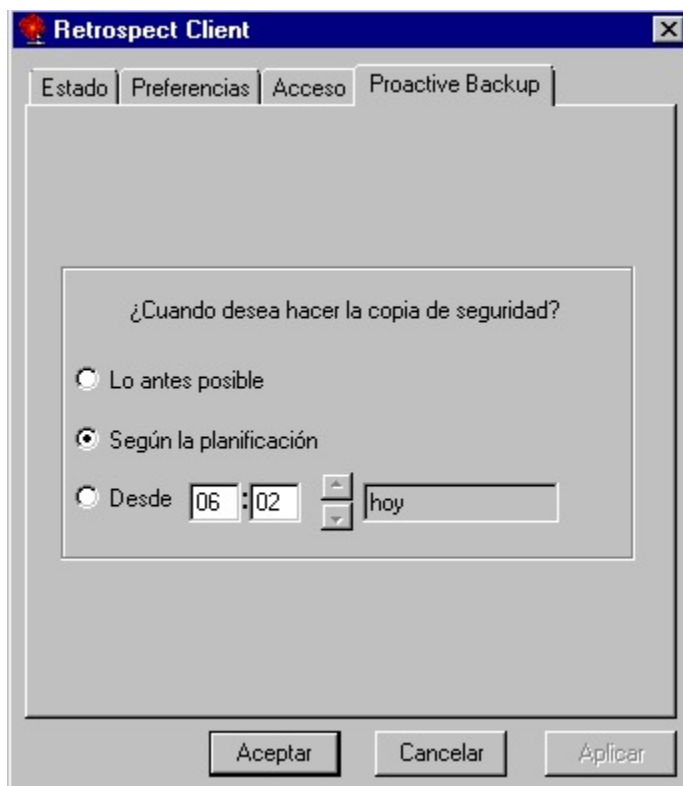 Retrospect Client
Estado Preferencias Acceso Proactive Backup
¿Cuando desea hacer la copia de seguridad?
Lo antes posible
Según la planificación
Desde 06:02 hoy
Aceptar Cancelar Aplicar